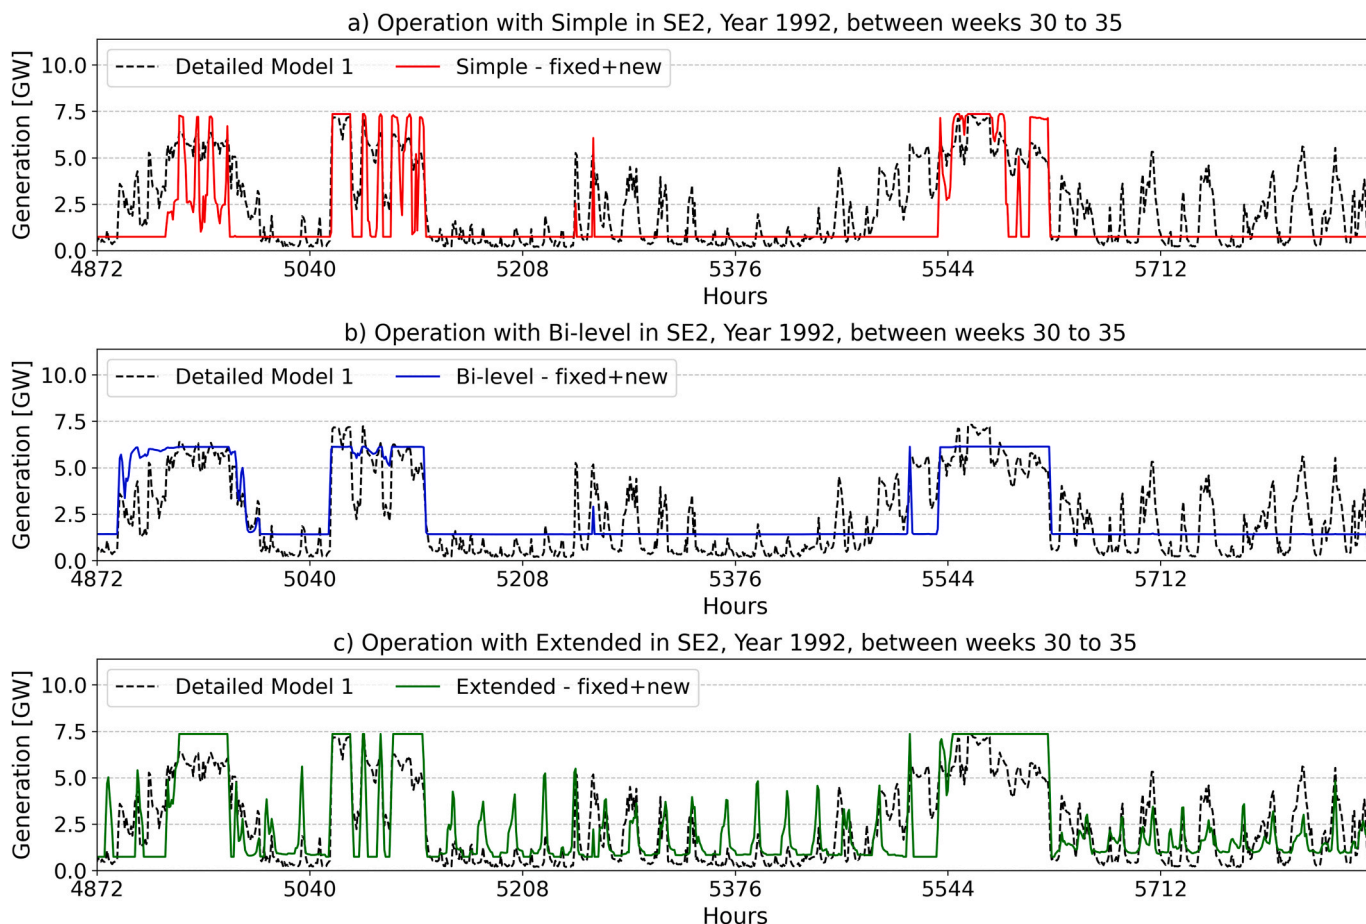 a) Operation with Simple in SE2, Year 1992, between weeks 30 to 35
Generation [GW]
10.0
7.5
5.0
2.5
0.0
Detailed Model 1 Simple - fixed+new
4872 5040 5208 5376 5544 5712
Hours
b) Operation with Bi-level in SE2, Year 1992, between weeks 30 to 35
Generation [GW]
10.0
7.5
5.0
2.5
0.0
Detailed Model 1 Bi-level - fixed+new
4872 5040 5208 5376 5544 5712
Hours
c) Operation with Extended in SE2, Year 1992, between weeks 30 to 35
Generation [GW]
10.0
7.5
5.0
2.5
0.0
Detailed Model 1 Extended - fixed+new
4872 5040 5208 5376 5544 5712
Hours